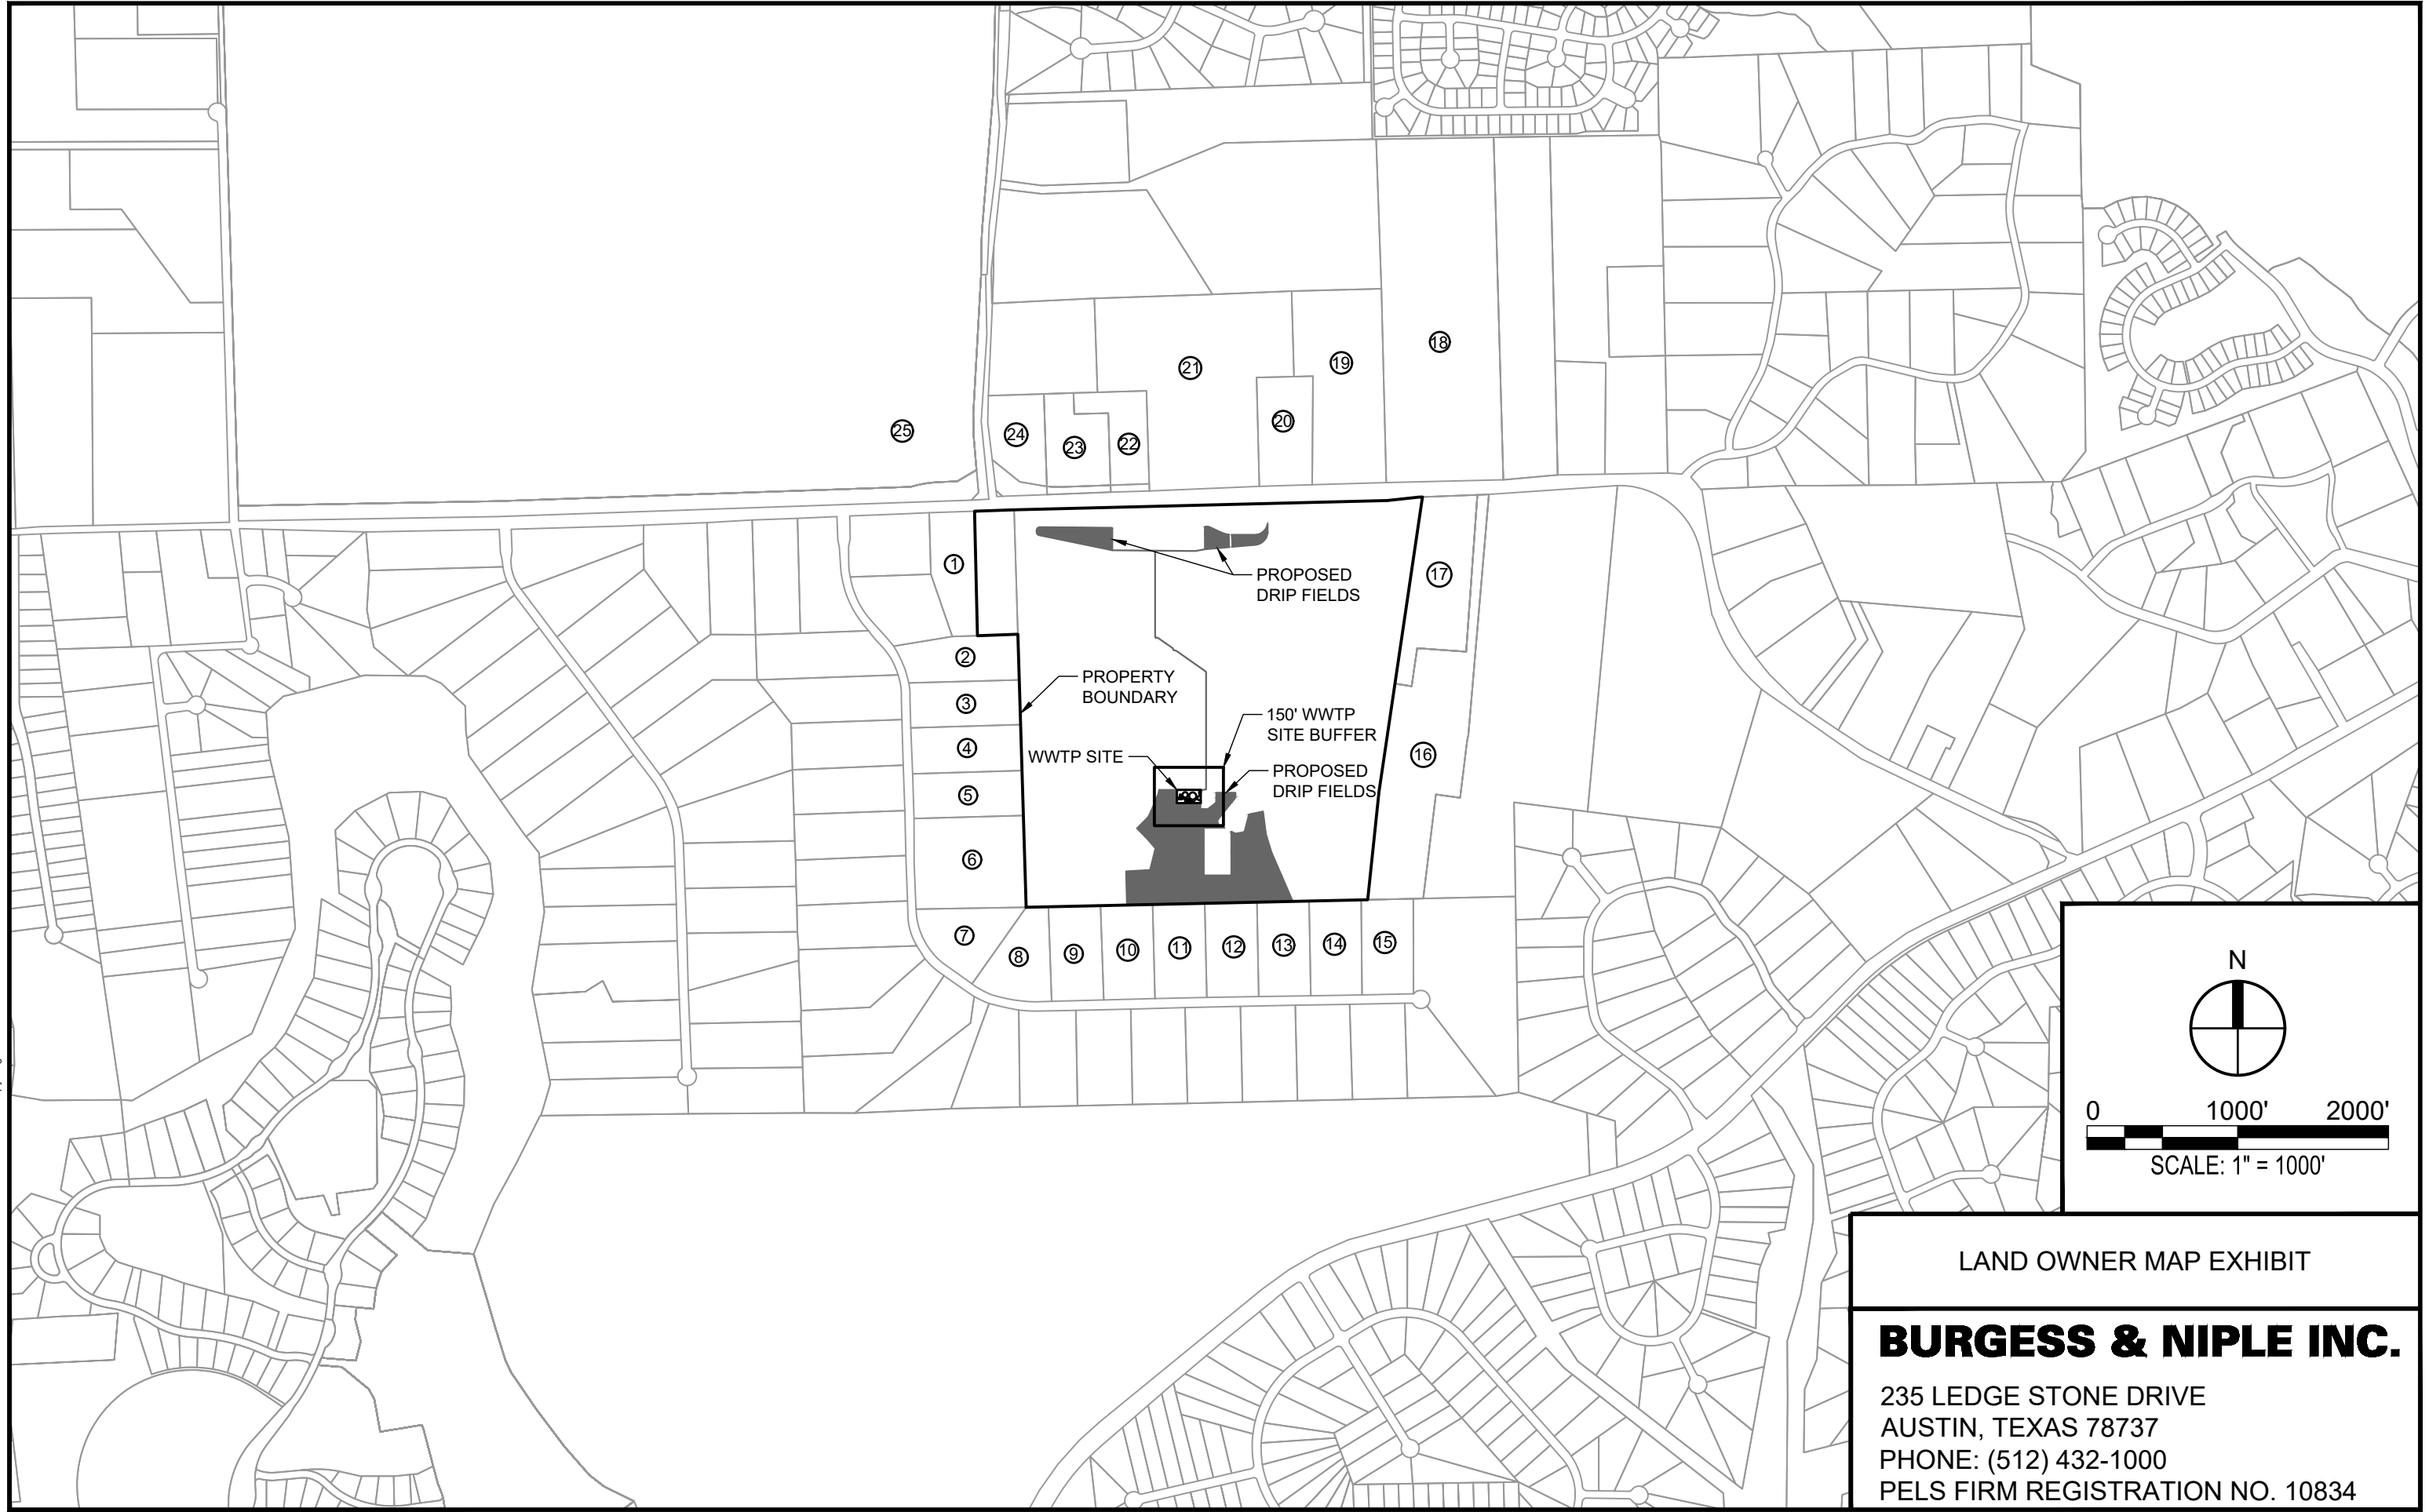 18
19
21
20
25
24
22
23
1
PROPOSED
DRIP FIELDS
17
2
PROPERTY
BOUNDARY
3
150' WWTP
SITE BUFFER
4
WWTP SITE
16
PROPOSED
DRIP FIELDS
5
6
7
8
9
10
11
12
13
14
15
N
0 1000' 2000'
SCALE: 1" = 1000'
LAND OWNER MAP EXHIBIT
BURGESS & NIPLE INC.
235 LEDGE STONE DRIVE
AUSTIN, TEXAS 78737
PHONE: (512) 432-1000
PELS FIRM REGISTRATION NO. 10834